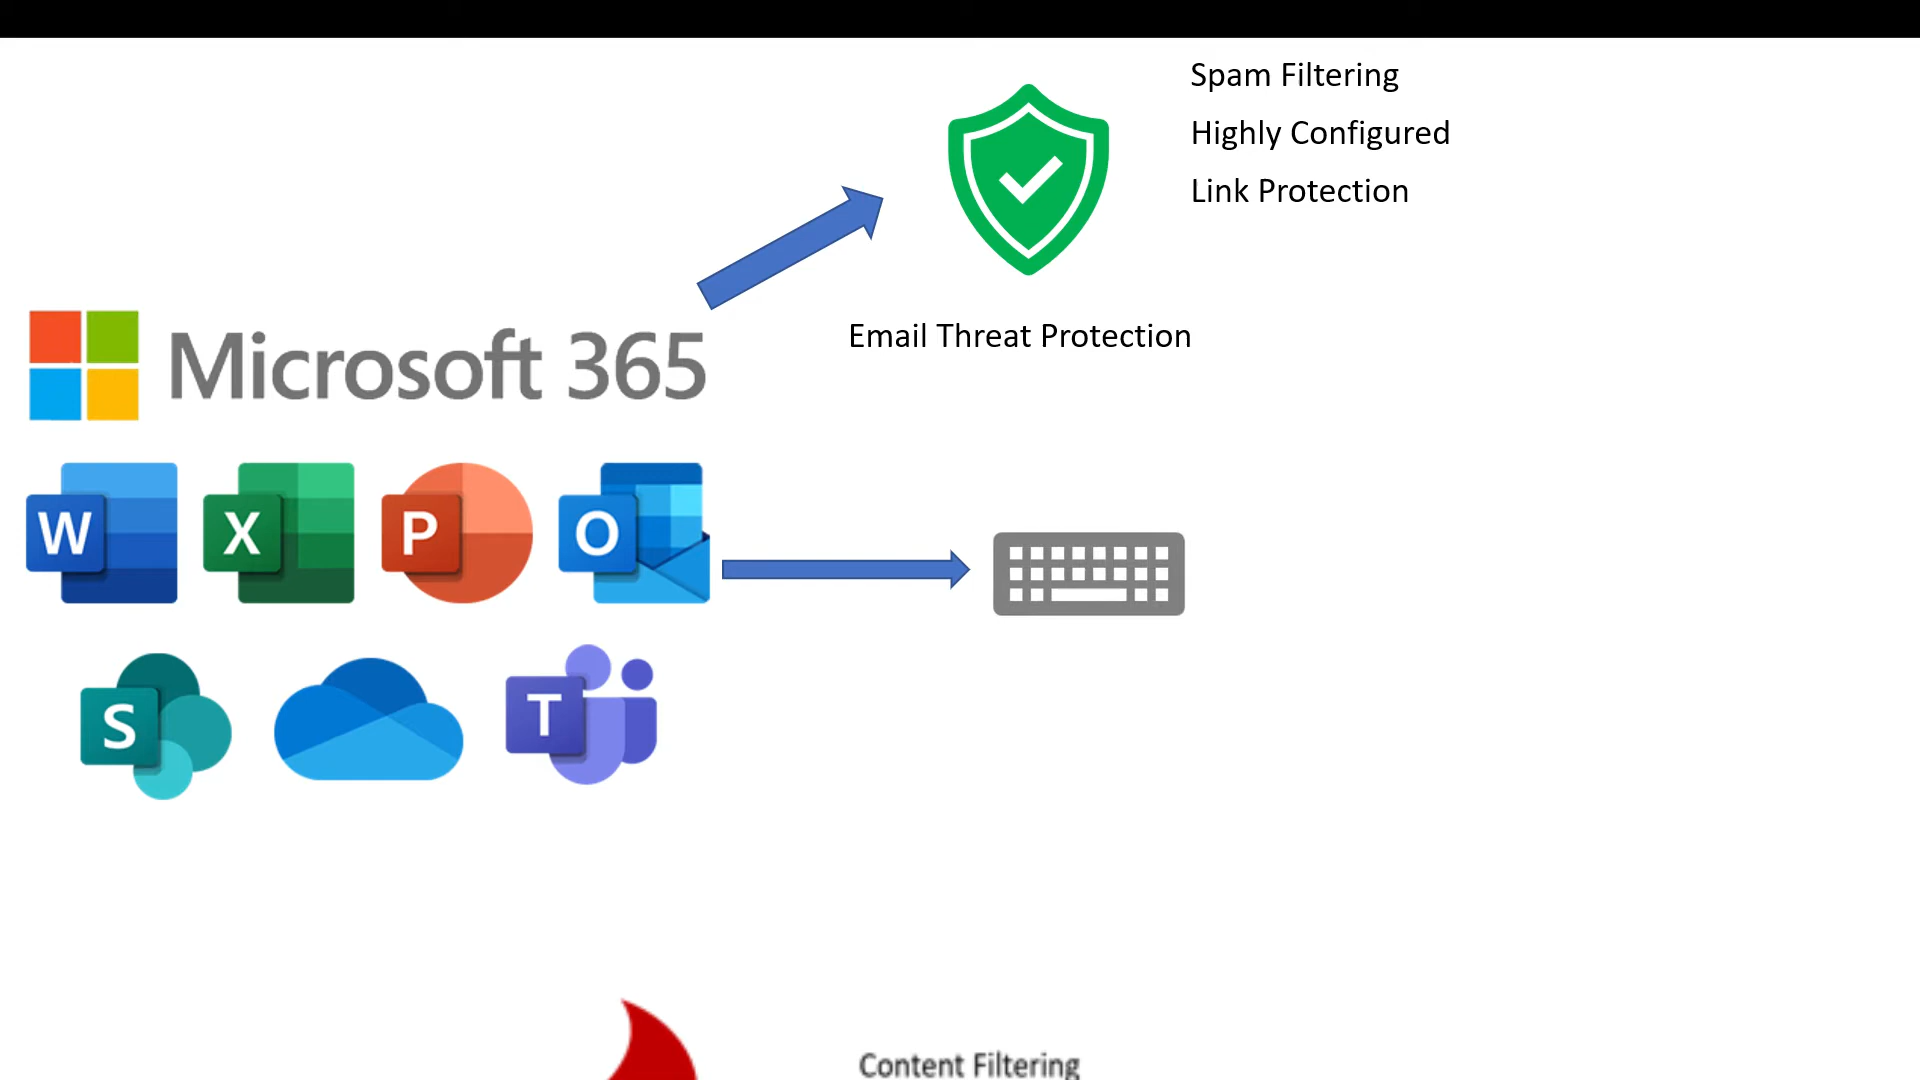 Spam Filtering
Highly Configured
Link Protection
Email Threat Protection
Microsoft 365
W
X
P
O
S
T
Content Filtering